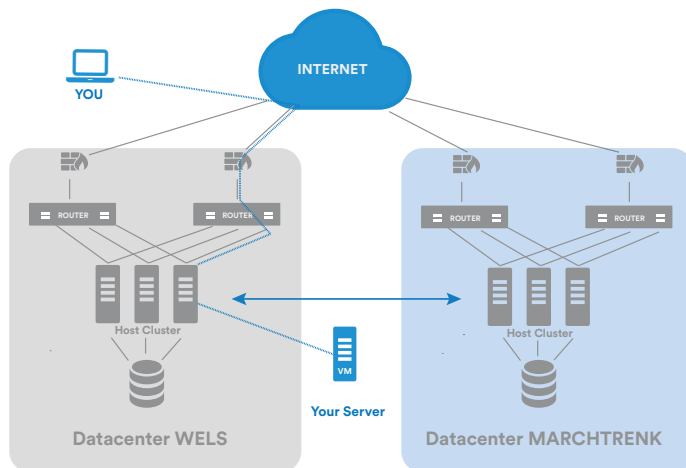 INTERNET
YOU
ROUTER
ROUTER
ROUTER
ROUTER
Host Cluster
Host Cluster
VM
Your Server
Datacenter WELS
Datacenter MARCHTRENK